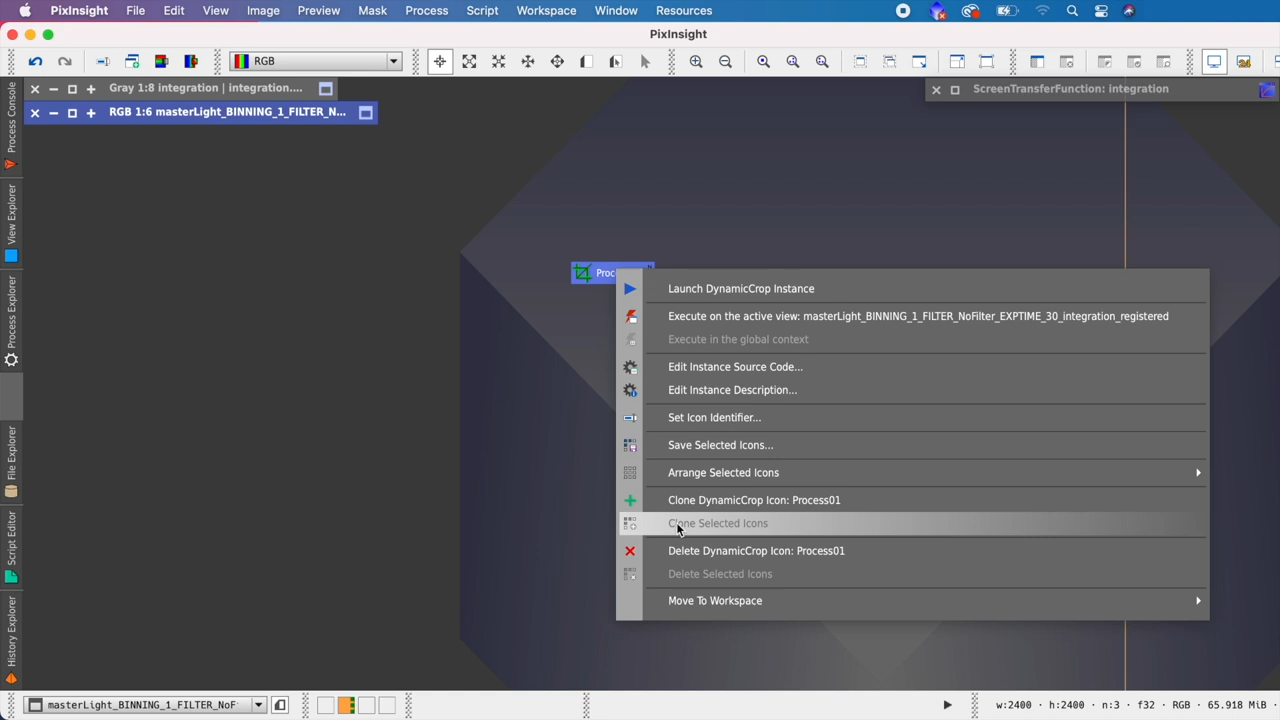 PixInsight File Edit View Image Preview Mask Process Script Workspace Window Resources
PixInsight
RGB
Gray 1:8 integration | integration....
ScreenTransferFunction: integration
RGB 1:6 masterLight_BINNING_1_FILTER_N...
Process Console
View Explorer
Process Explorer
File Explorer
Script Editor
History Explorer
Proc
Launch DynamicCrop Instance
Execute on the active view: masterLight_BINNING_1_FILTER_NoFilter_EXPTIME_30_integration_registered
Execute in the global context
Edit Instance Source Code...
Edit Instance Description...
Set Icon Identifier...
Save Selected Icons...
Arrange Selected Icons
Clone DynamicCrop Icon: Process01
Clone Selected Icons
Delete DynamicCrop Icon: Process01
Delete Selected Icons
Move To Workspace
masterLight_BINNING_1_FILTER_NoF
w:2400 · h:2400 · n:3 · f32 · RGB · 65.918 MiB ·